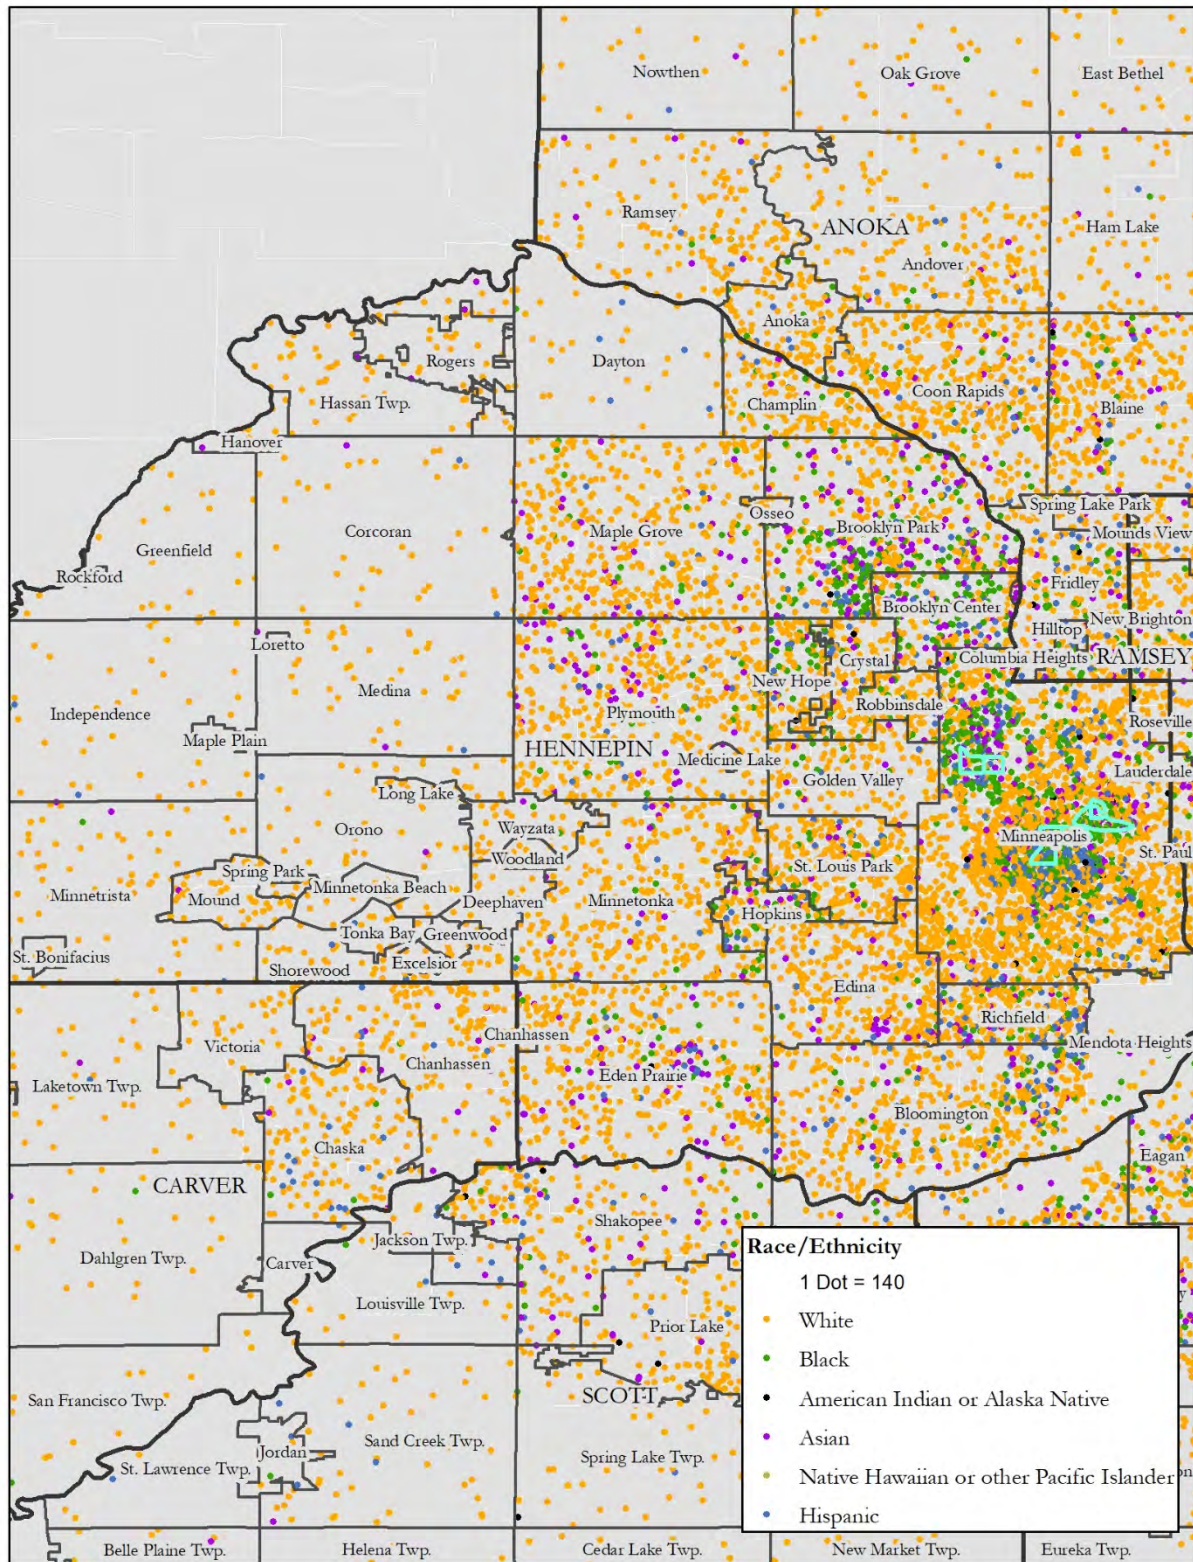 Nowthen
Oak Grove
East Bethel
Ramsey
ANOKA
Ham Lake
Andover
Anoka
Rogers
Dayton
Hassan Twp.
Champlin
Coon Rapids
Blaine
Hanover
Spring Lake Park
Osseo
Maple Grove
Brooklyn Park
Mounds View
Corcoran
Greenfield
Rockford
Fridley
Brooklyn Center
New Brighton
Hilltop
Loretto
Crystal
Columbia Heights
RAMSEY
New Hope
Medina
Robbinsdale
Independence
Plymouth
Roseville
Maple Plain
HENNEPIN
Medicine Lake
Lauderdale
Golden Valley
Long Lake
Orono
Wayzata
Minneapolis
Woodland
St. Paul
Spring Park
St. Louis Park
Minnetonka Beach
Minnetrista
Mound
Deephaven
Minnetonka
Hopkins
Tonka Bay
Greenwood
St. Bonifacius
Excelsior
Shorewood
Edina
Richfield
Chanhassen
Victoria
Mendota Heights
Chanhassen
Laketown Twp.
Eden Prairie
Bloomington
Chaska
Eagan
CARVER
Shakopee
Jackson Twp.
Dahlgren Twp.
Carver
Louisville Twp.
Prior Lake
SCOTT
San Francisco Twp.
Sand Creek Twp.
Jordan
Spring Lake Twp.
St. Lawrence Twp.
Belle Plaine Twp.
Helena Twp.
Cedar Lake Twp.
New Market Twp.
Eureka Twp.
Race/Ethnicity
1 Dot = 140
White
Black
American Indian or Alaska Native
Asian
Native Hawaiian or other Pacific Islander
Hispanic